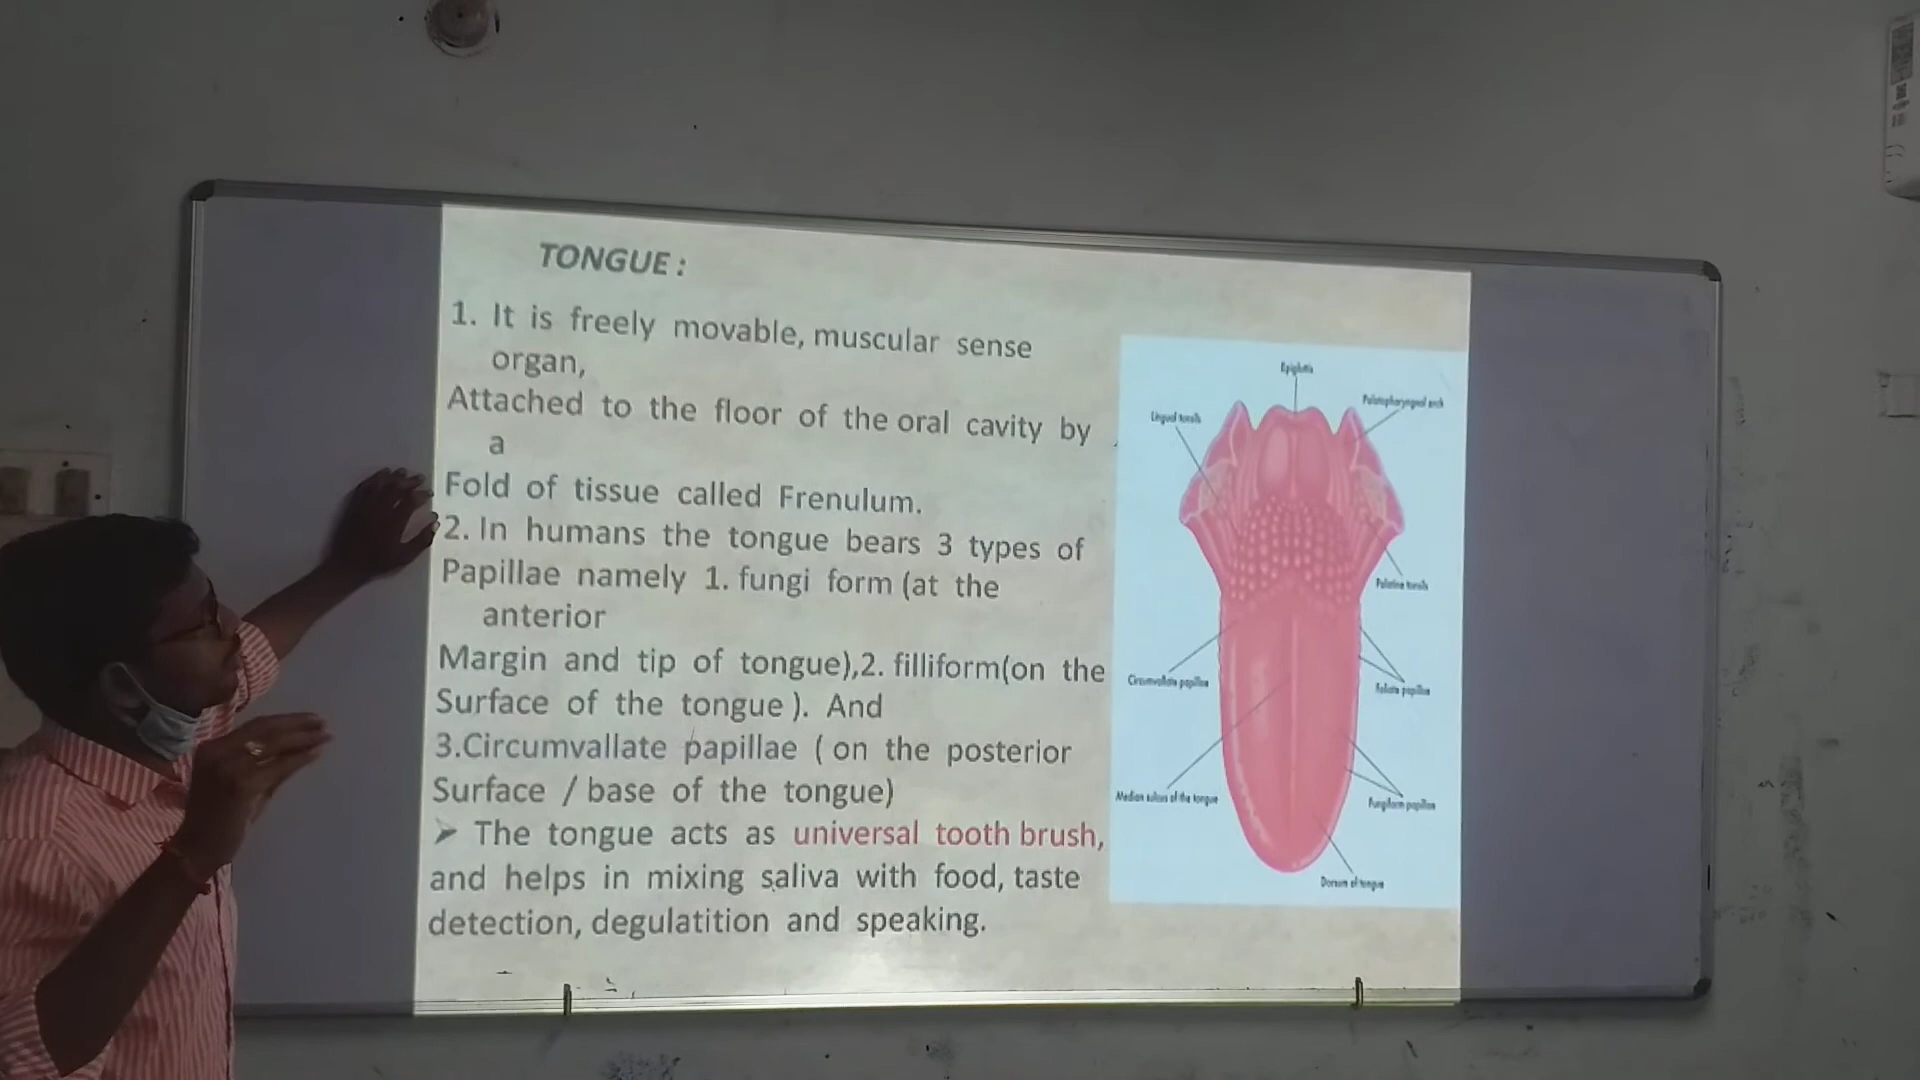 TONGUE :
1. It is freely movable, muscular sense
organ,
Attached to the floor of the oral cavity by
a
Fold of tissue called Frenulum.
2. In humans the tongue bears 3 types of
Papillae namely 1. fungi form (at the
anterior
Margin and tip of tongue),2. filliform(on the
Surface of the tongue ). And
3.Circumvallate papillae ( on the posterior
Surface / base of the tongue)
➤ The tongue acts as universal tooth brush,
and helps in mixing saliva with food, taste
detection, degulatition and speaking.
Epiglottis
Lingual tonsils
Palatopharyngeal arch
Palatine tonsils
Circumvallate papillae
Foliate papillae
Median sulcus of the tongue
Fungiform papillae
Dorsum of tongue